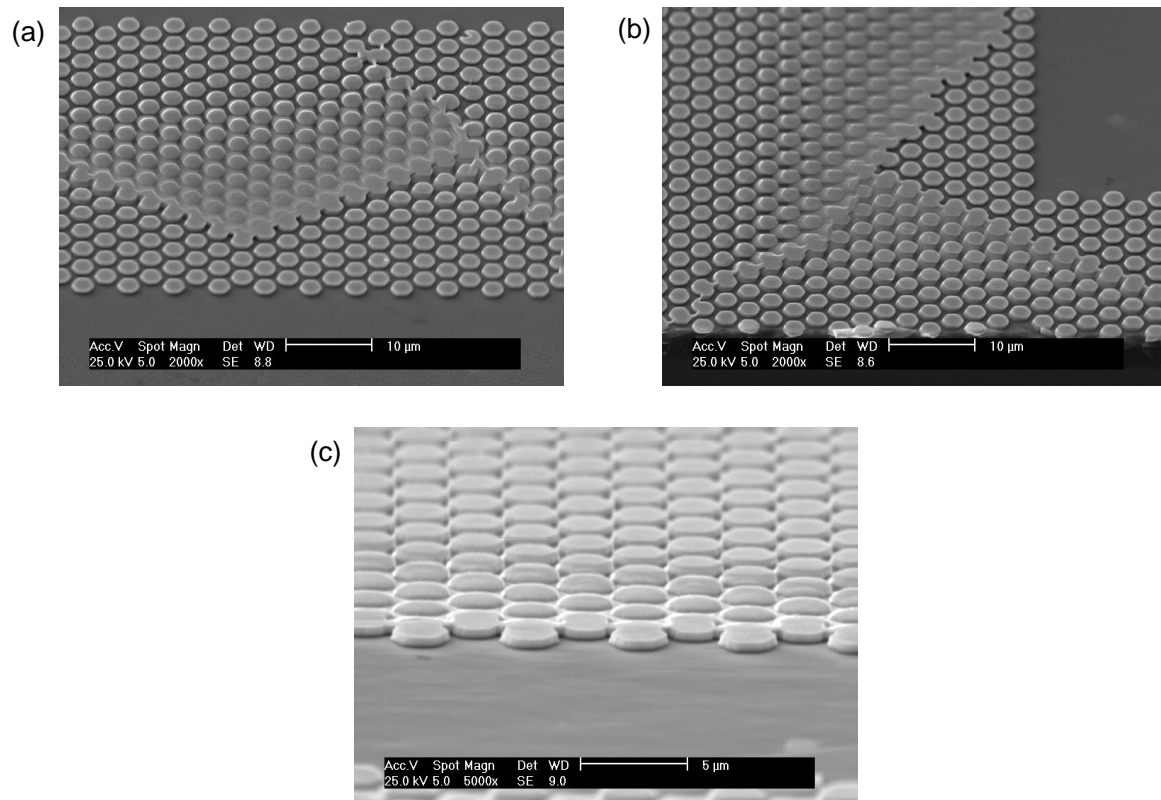 (a)
Acc.V Spot Magn Det WD 10 µm
25.0 kV 5.0 2000x SE 8.8
(b)
Acc.V Spot Magn Det WD 10 µm
25.0 kV 5.0 2000x SE 8.6
(c)
Acc.V Spot Magn Det WD 5 µm
25.0 kV 5.0 5000x SE 9.0